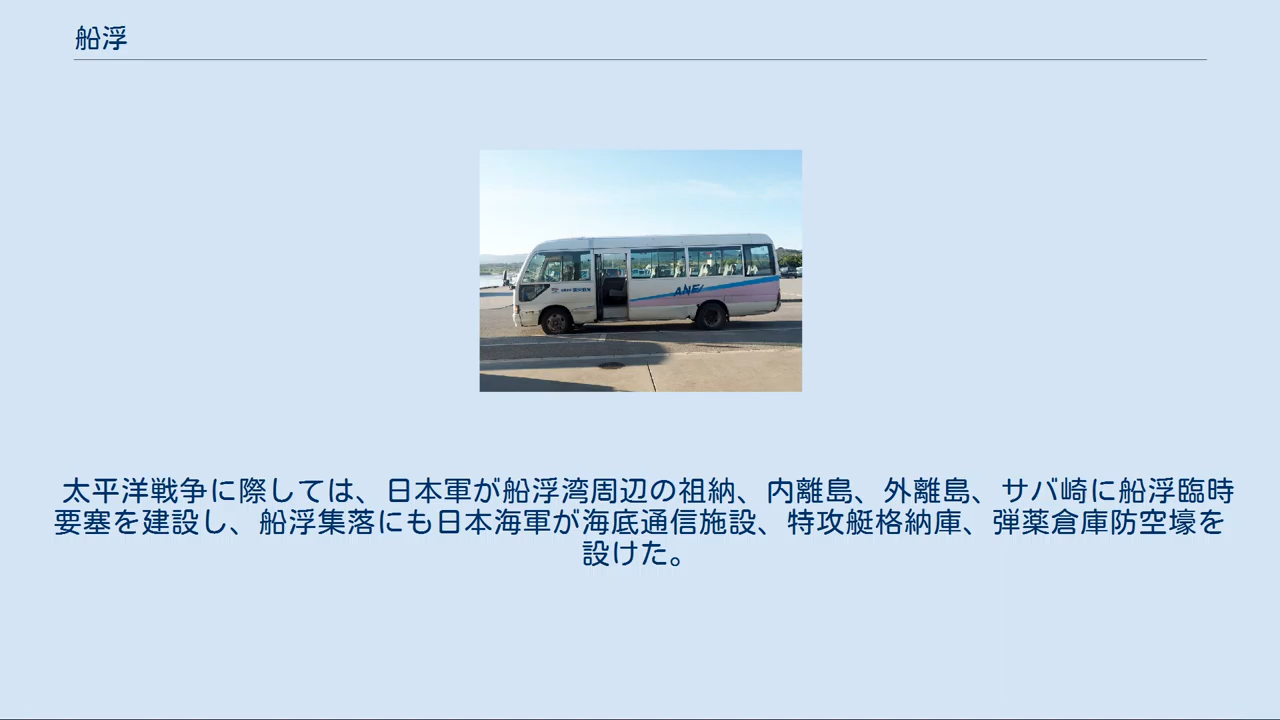 船浮
ANEI
太平洋戦争に際しては、日本軍が船浮湾周辺の祖納、内離島、外離島、サバ崎に船浮臨時
要塞を建設し、船浮集落にも日本海軍が海底通信施設、特攻艇格納庫、弾薬倉庫防空壕を
設けた。